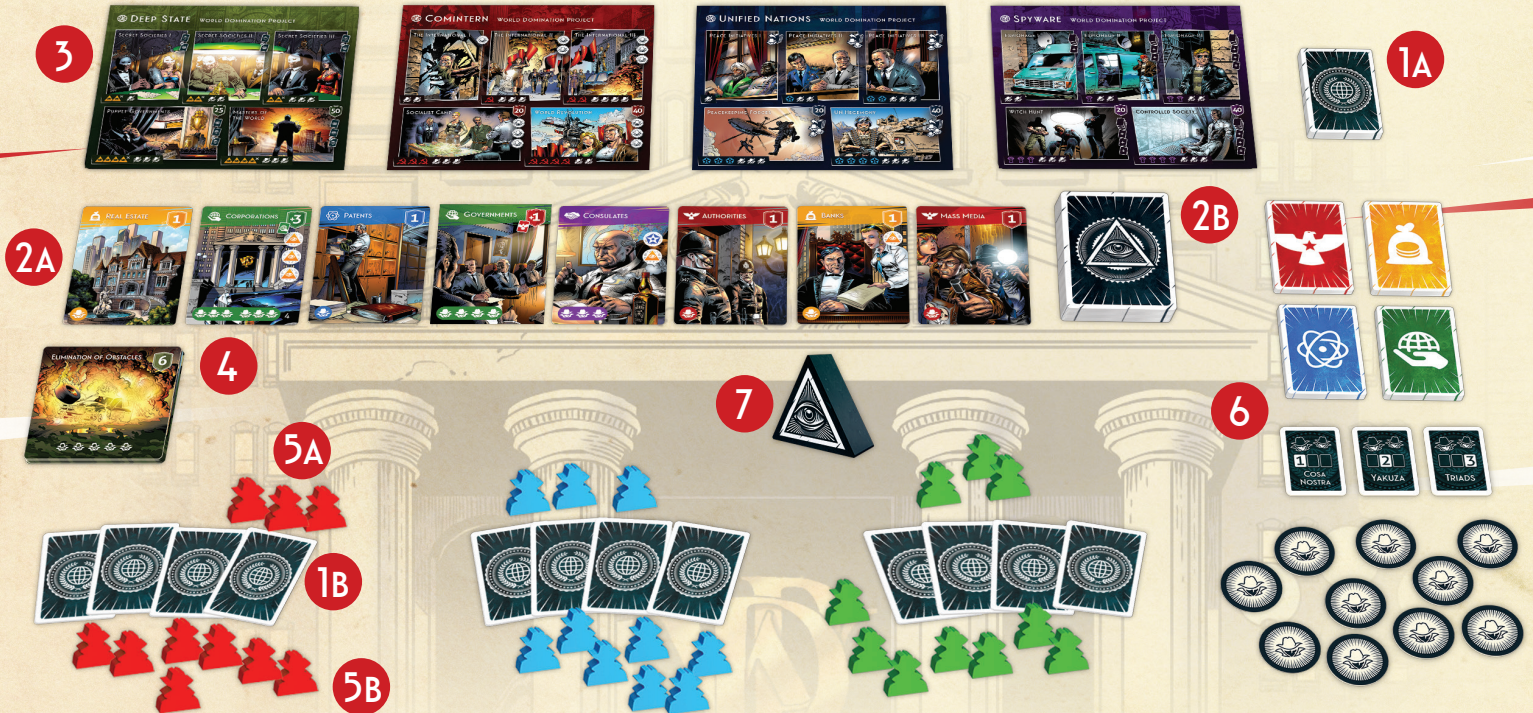 3
DEEP STATE WORLD DOMINATION PROJECT
SECRET SOCIETIES I
SECRET SOCIETIES II
SECRET SOCIETIES III
PUPPET GOVERNMENTS
25
MASTERS OF THE WORLD
50
COMINTERN WORLD DOMINATION PROJECT
THE INTERNATIONAL I
THE INTERNATIONAL II
THE INTERNATIONAL III
SOCIALIST CAMP
20
WORLD REVOLUTION
40
UNIFIED NATIONS WORLD DOMINATION PROJECT
PEACE INITIATIVES I
PEACE INITIATIVES II
PEACE INITIATIVES III
PEACEKEEPING FORCES
20
UN HEGEMONY
40
SPYWARE WORLD DOMINATION PROJECT
ESPIONAGE I
ESPIONAGE II
ESPIONAGE III
WITCH HUNT
20
CONTROLLED SOCIETY
40
1A
2A
REAL ESTATE 1
CORPORATIONS +3
4
PATENTS 1
GOVERNMENTS +1
CONSULATES
AUTHORITIES 1
BANKS 1
MASS MEDIA 1
2B
ELIMINATION OF OBSTACLES 6
4
7
6
1
COSA
NOSTRA
2
YAKUZA
3
TRIADS
5A
1B
5B